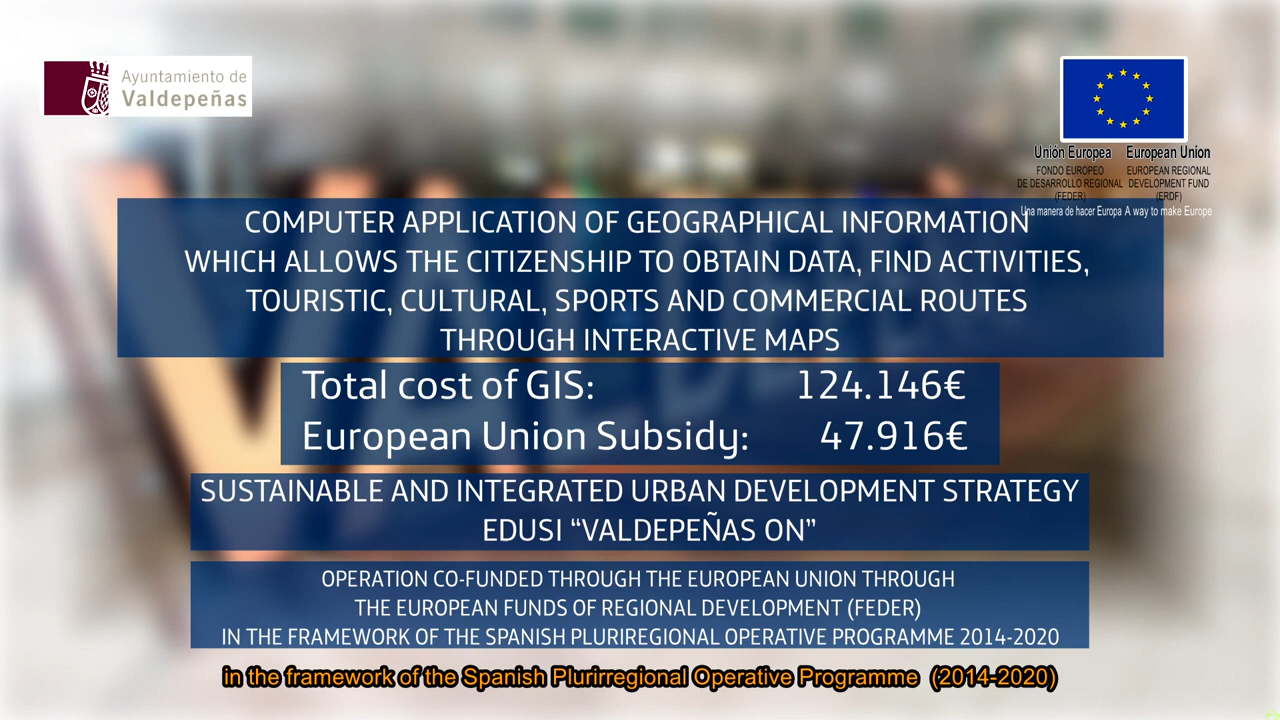 Ayuntamiento de
Valdepeñas
Unión Europea European Union
FONDO EUROPEO EUROPEAN REGIONAL
DE DESARROLLO REGIONAL DEVELOPMENT FUND
(FEDER) (ERDF)
Una manera de hacer Europa A way to make Europe
COMPUTER APPLICATION OF GEOGRAPHICAL INFORMATION
WHICH ALLOWS THE CITIZENSHIP TO OBTAIN DATA, FIND ACTIVITIES,
TOURISTIC, CULTURAL, SPORTS AND COMMERCIAL ROUTES
THROUGH INTERACTIVE MAPS
Total cost of GIS: 124.146€
European Union Subsidy: 47.916€
SUSTAINABLE AND INTEGRATED URBAN DEVELOPMENT STRATEGY
EDUSI “VALDEPEÑAS ON”
OPERATION CO-FUNDED THROUGH THE EUROPEAN UNION THROUGH
THE EUROPEAN FUNDS OF REGIONAL DEVELOPMENT (FEDER)
IN THE FRAMEWORK OF THE SPANISH PLURIREGIONAL OPERATIVE PROGRAMME 2014-2020
in the framework of the Spanish Plurirregional Operative Programme (2014-2020)